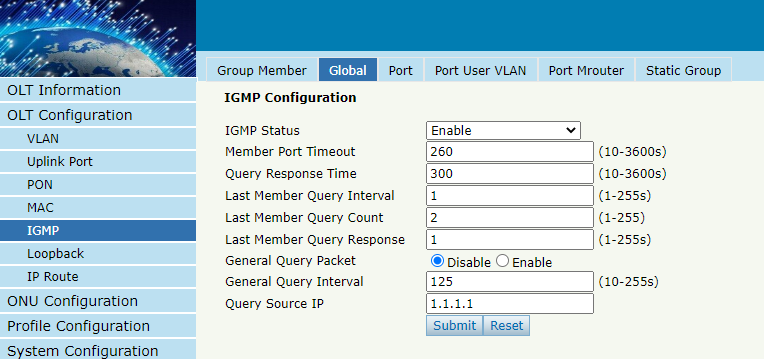 Group Member Global Port Port User VLAN Port Mrouter Static Group
OLT Information
OLT Configuration
VLAN
Uplink Port
PON
MAC
IGMP
Loopback
IP Route
ONU Configuration
Profile Configuration
System Configuration
IGMP Configuration
IGMP Status Enable
Member Port Timeout 260 (10-3600s)
Query Response Time 300 (10-3600s)
Last Member Query Interval 1 (1-255s)
Last Member Query Count 2 (1-255)
Last Member Query Response 1 (1-255s)
General Query Packet Disable Enable
General Query Interval 125 (10-255s)
Query Source IP 1.1.1.1
Submit Reset